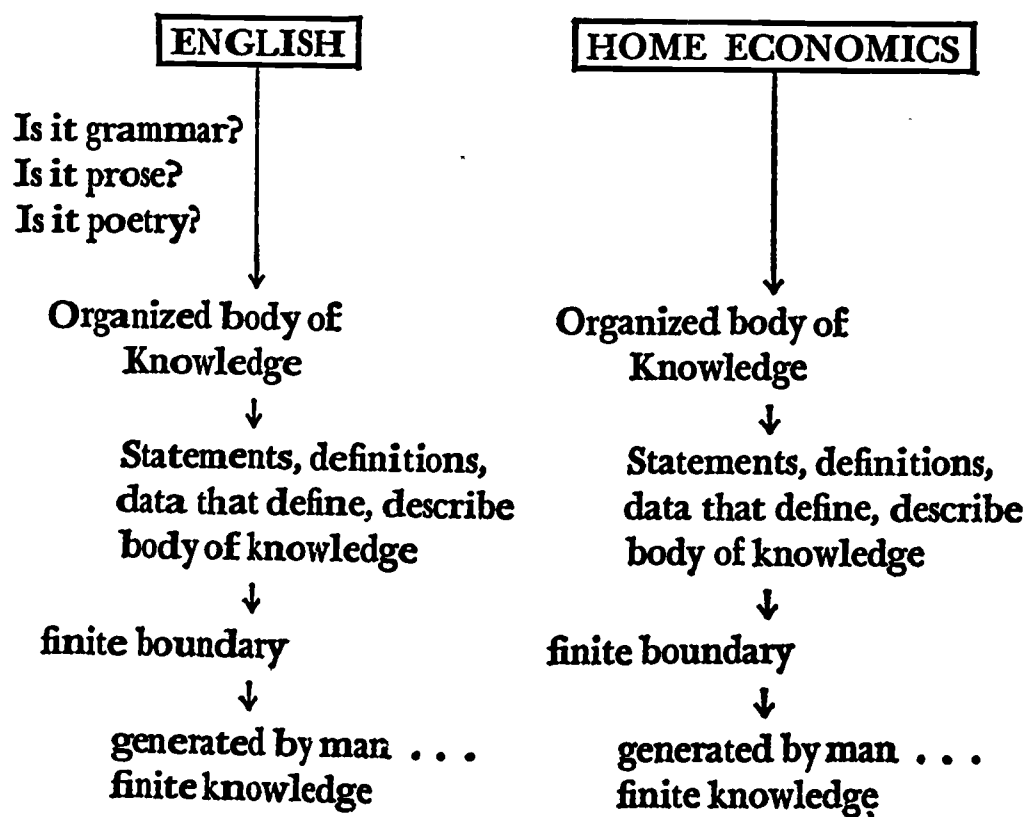 ENGLISH
Is it grammar?
Is it prose?
Is it poetry?
Organized body of
Knowledge
Statements, definitions,
data that define, describe
body of knowledge
finite boundary
generated by man . . .
finite knowledge
HOME ECONOMICS
Organized body of
Knowledge
Statements, definitions,
data that define, describe
body of knowledge
finite boundary
generated by man . . .
finite knowledge